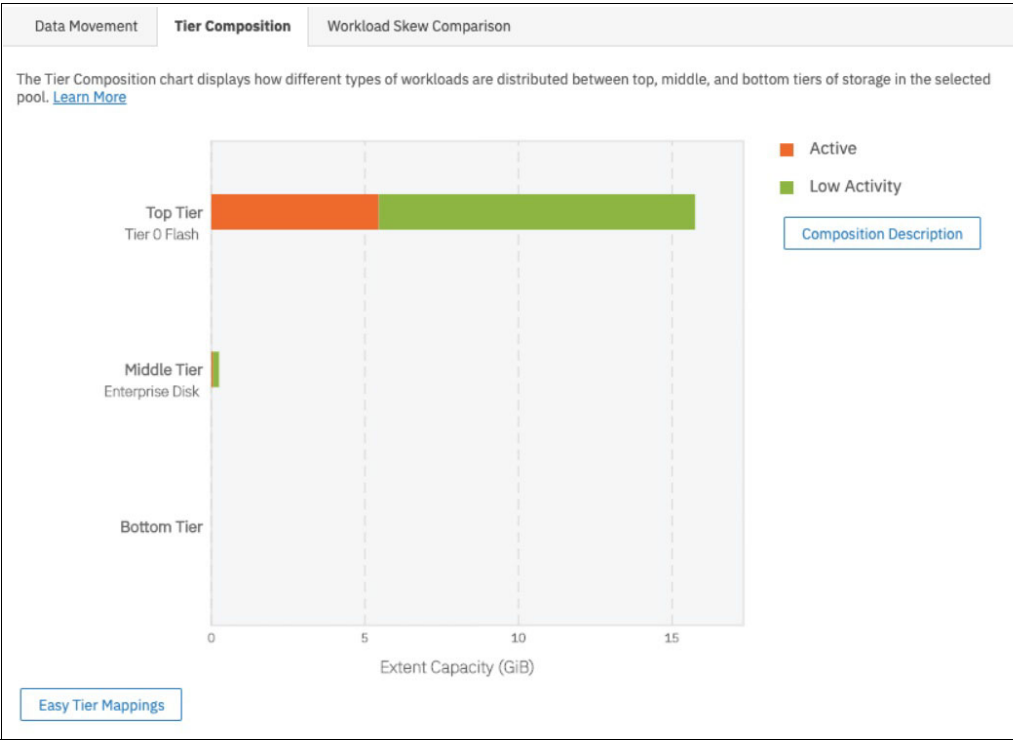 Data Movement Tier Composition Workload Skew Comparison
The Tier Composition chart displays how different types of workloads are distributed between top, middle, and bottom tiers of storage in the selected
pool. Learn More
Active
Low Activity
Composition Description
Top Tier
Tier 0 Flash
Middle Tier
Enterprise Disk
Bottom Tier
0 5 10 15
Extent Capacity (GiB)
Easy Tier Mappings